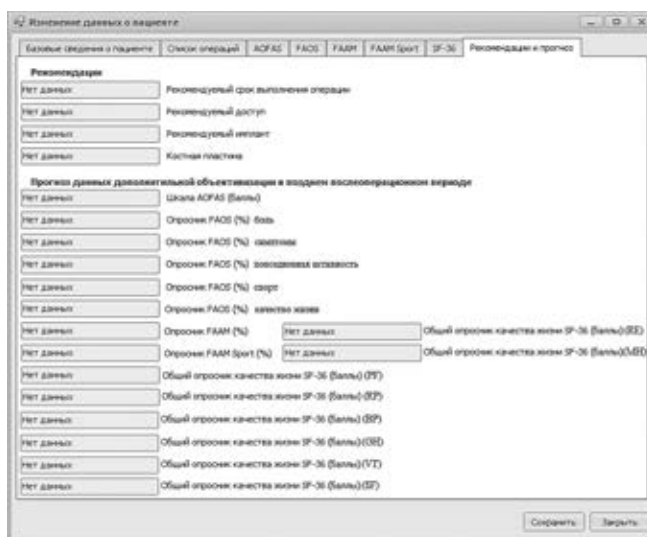 Изменение данных о пациенте
Базовые сведения о пациенте Список операций AOFAS FAOS FAAM FAAM Sport SF-36 Рекомендации и прогноз
Рекомендации
Нет данных Рекомендуемый срок выполнения операции
Нет данных Рекомендуемый доступ
Нет данных Рекомендуемый имплант
Нет данных Костная пластина
Прогноз данных дополнительной объективизации в позднем послеоперационном периоде
Нет данных Шкала AOFAS (баллы)
Нет данных Опросник FAOS (%) боль
Нет данных Опросник FAOS (%) симптомы
Нет данных Опросник FAOS (%) повседневная активность
Нет данных Опросник FAOS (%) спорт
Нет данных Опросник FAOS (%) качество жизни
Нет данных Опросник FAAM (%) Нет данных Общий опросник качества жизни SF-36 (баллы)(RE)
Нет данных Опросник FAAM Sport (%) Нет данных Общий опросник качества жизни SF-36 (баллы)(MH)
Нет данных Общий опросник качества жизни SF-36 (баллы)(PF)
Нет данных Общий опросник качества жизни SF-36 (баллы)(RP)
Нет данных Общий опросник качества жизни SF-36 (баллы)(BP)
Нет данных Общий опросник качества жизни SF-36 (баллы)(GH)
Нет данных Общий опросник качества жизни SF-36 (баллы)(VT)
Нет данных Общий опросник качества жизни SF-36 (баллы)(SF)
Сохранить Закрыть